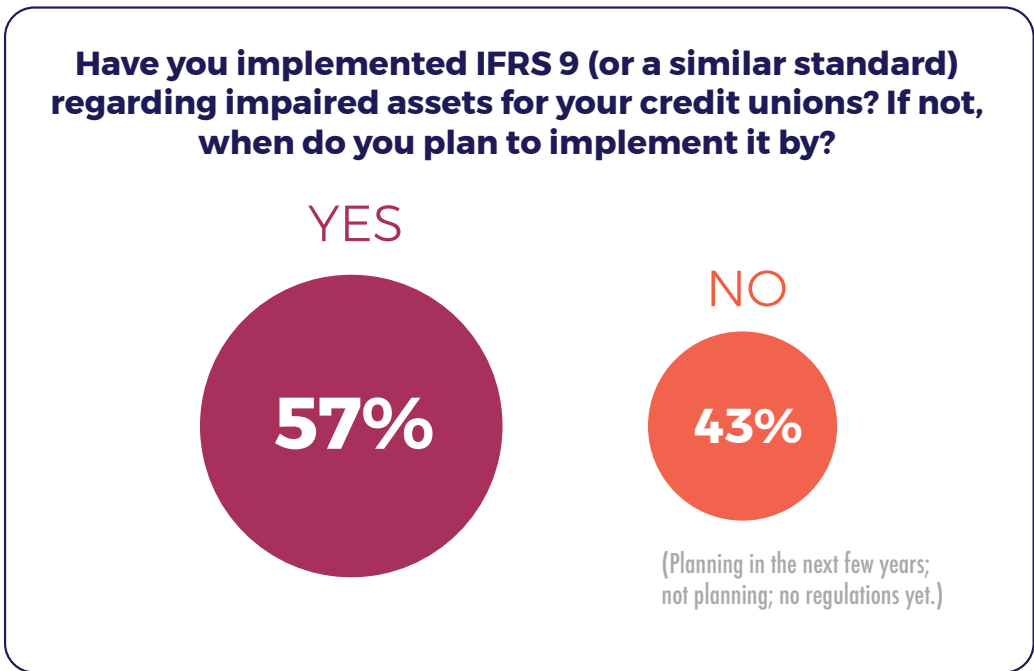 Have you implemented IFRS 9 (or a similar standard)
regarding impaired assets for your credit unions? If not,
when do you plan to implement it by?
YES
57%
NO
43%
(Planning in the next few years;
not planning; no regulations yet.)